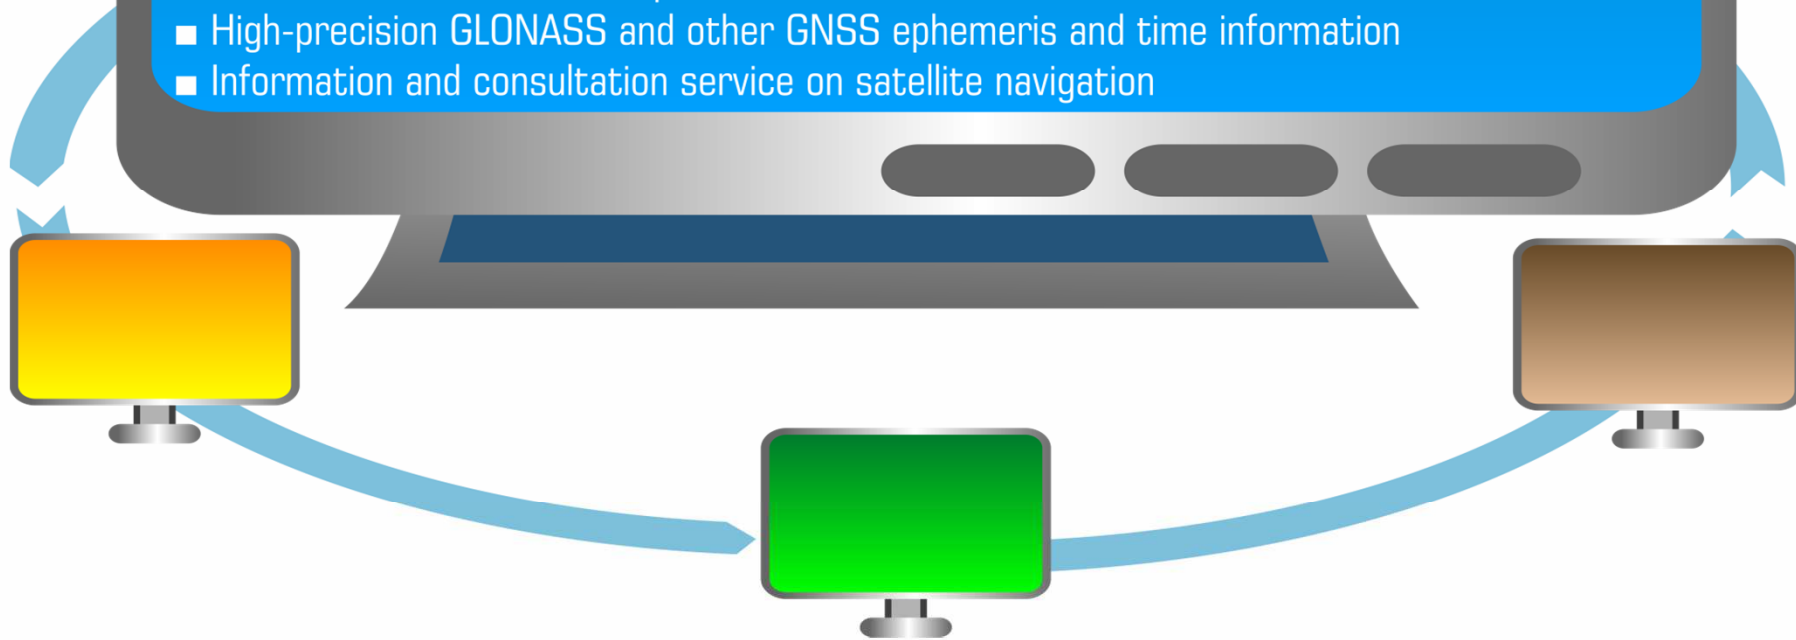 ■ High-precision GLONASS and other GNSS ephemeris and time information
■ Information and consultation service on satellite navigation